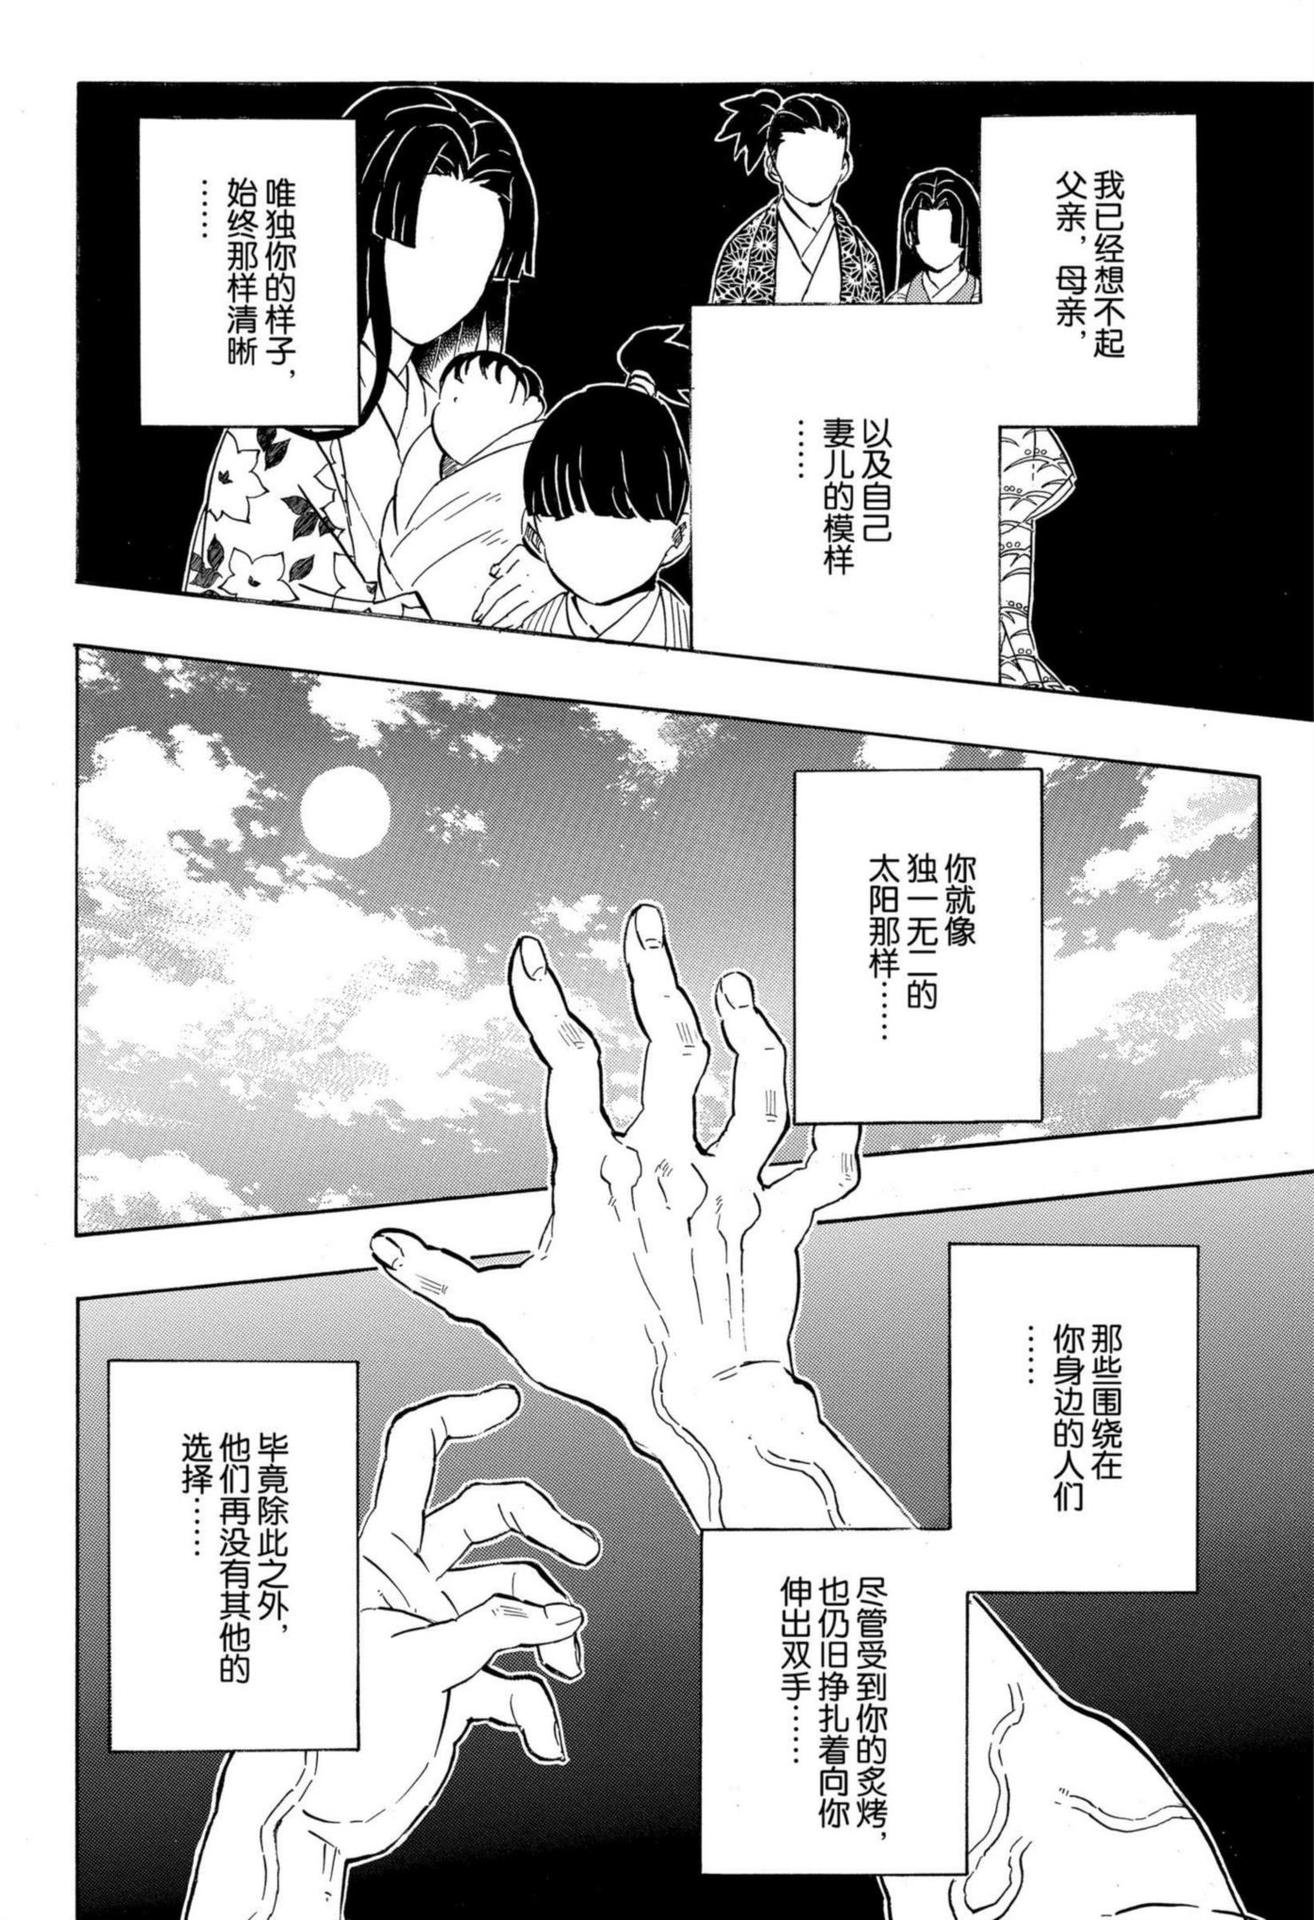 我已经想不起
父亲，母亲，
以及自己
妻儿的模样
……
唯独你的样子，
始终那样清晰
……
你就像
独一无二的
太阳那样……
那些围绕在
你身边的人们
……
尽管受到你的炙烤，
也仍旧挣扎着向你
伸出双手……
毕竟除此之外，
他们再没有其他的
选择……